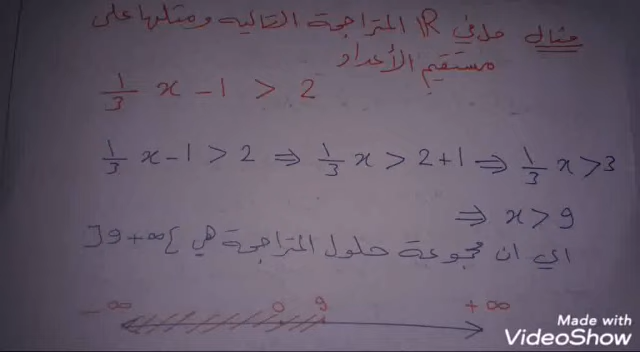 مثال حل في IR المتراجحة التالية ومثلها على
مستقيم الأعداد
1/3 x - 1 > 2
1/3 x - 1 > 2 ⇒ 1/3 x > 2+1 ⇒ 1/3 x > 3
⇒ x > 9
اي ان مجموعة حلول المتراجحة هي ]9 +∞[
-∞ 0 9 +∞
Made with
VideoShow